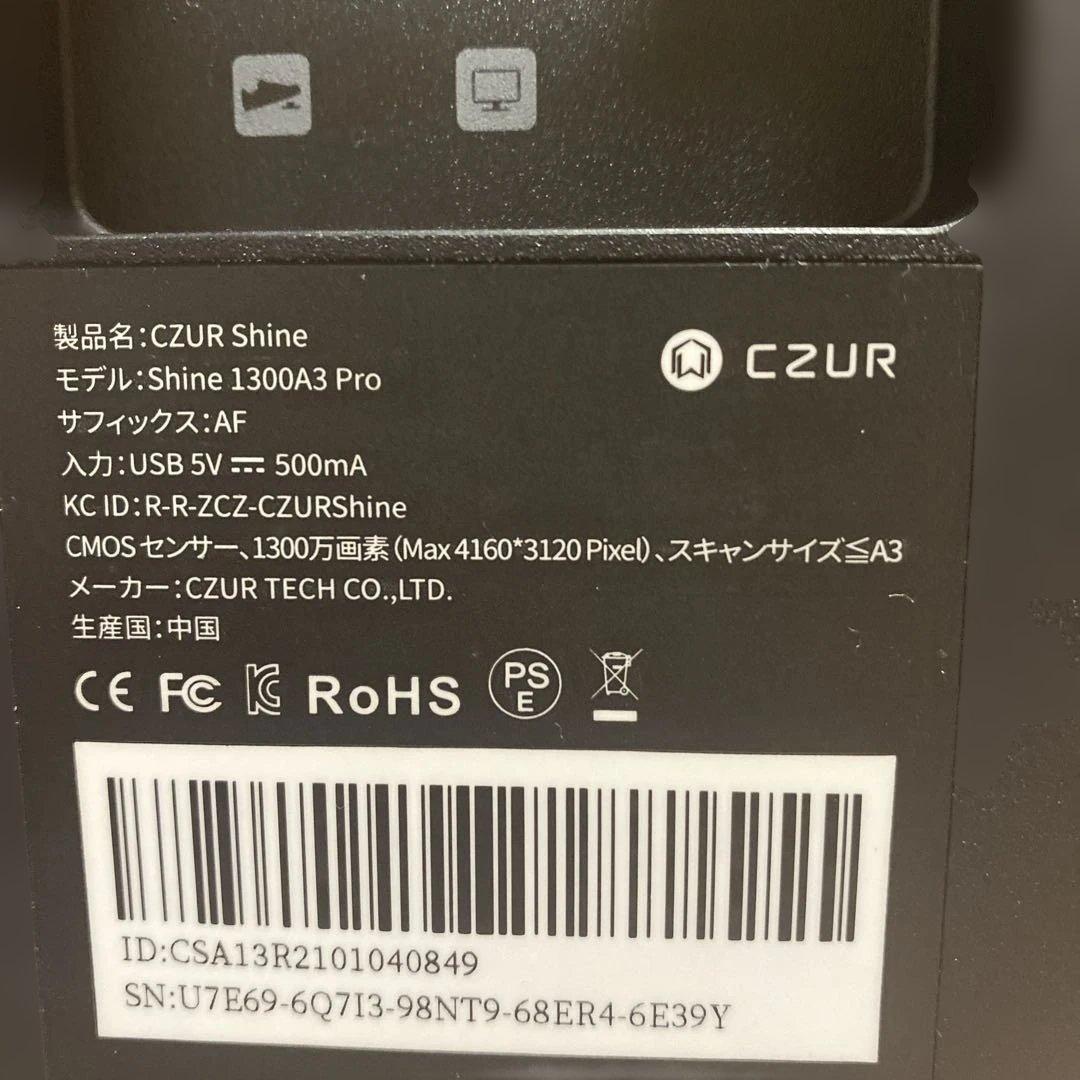 製品名:CZUR Shine
CZUR
モデル:Shine 1300A3 Pro
サフィックス:AF
入力:USB 5V ⎓ 500mA
KC ID:R-R-ZCZ-CZURShine
CMOSセンサー、1300万画素(Max 4160*3120 Pixel)、スキャンサイズ≦A3
メーカー:CZUR TECH CO.,LTD.
生産国:中国
CE FC KC RoHS PSE
ID:CSA13R2101040849
SN:U7E69-6Q7I3-98NT9-68ER4-6E39Y